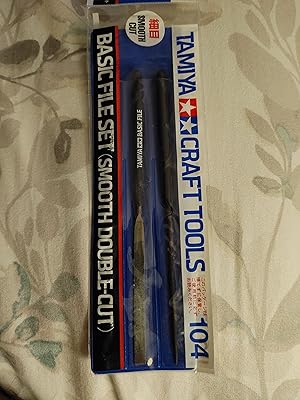 細目
SMOOTH
CUT
TAMIYA CRAFT TOOLS 104
TAMIYA BASIC FILE
BASIC FILE SET (SMOOTH DOUBLE-CUT)